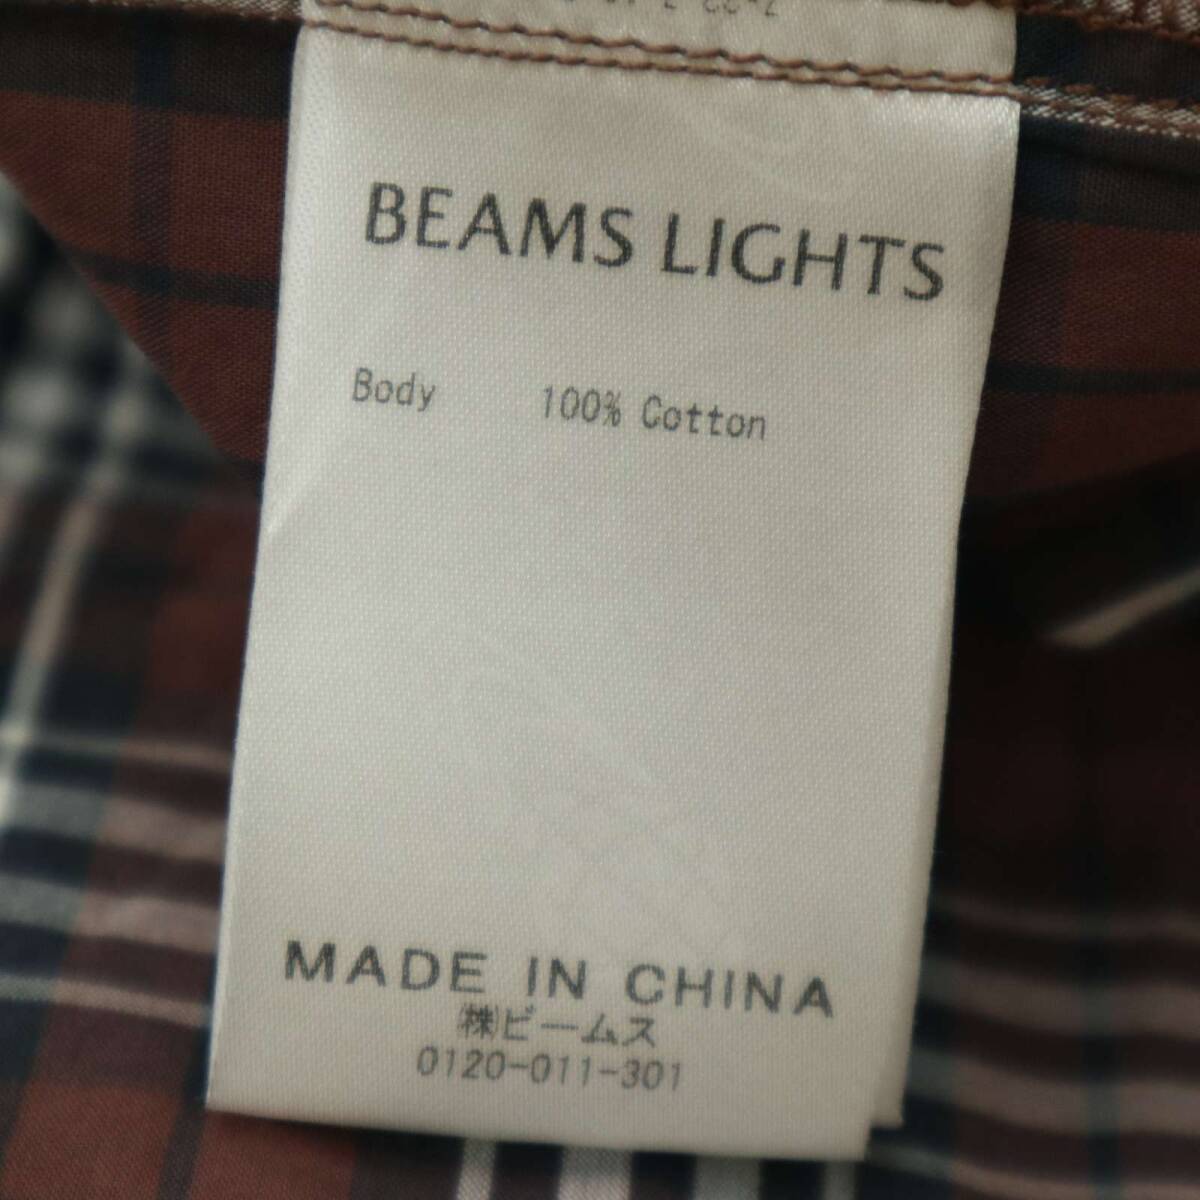 BEAMS LIGHTS
Body 100% Cotton
MADE IN CHINA
㈱ビームス
0120-011-301